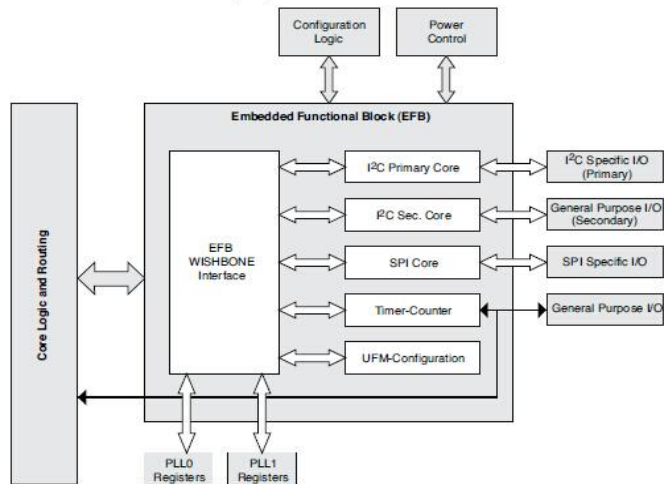 Configuration
Logic
Power
Control
Embedded Functional Block (EFB)
Core Logic and Routing
EFB
WISHBONE
Interface
I²C Primary Core
I²C Specific I/O
(Primary)
I²C Sec. Core
General Purpose I/O
(Secondary)
SPI Core
SPI Specific I/O
Timer-Counter
General Purpose I/O
UFM-Configuration
PLL0
Registers
PLL1
Registers